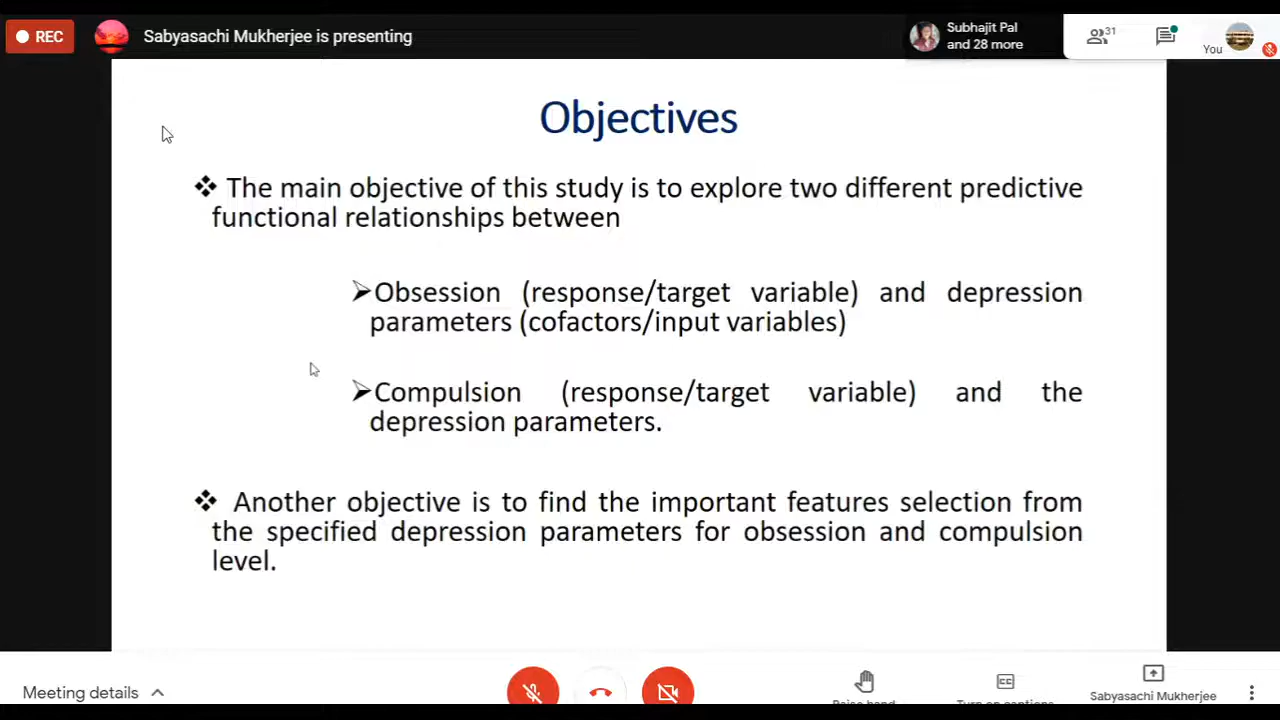 REC
Sabyasachi Mukherjee is presenting
Subhajit Pal
and 28 more
31
You
Objectives
The main objective of this study is to explore two different predictive
functional relationships between
Obsession (response/target variable) and depression
parameters (cofactors/input variables)
Compulsion (response/target variable) and the
depression parameters.
Another objective is to find the important features selection from
the specified depression parameters for obsession and compulsion
level.
Meeting details
Raise hand
Turn on captions
CC
Sabyasachi Mukherjee